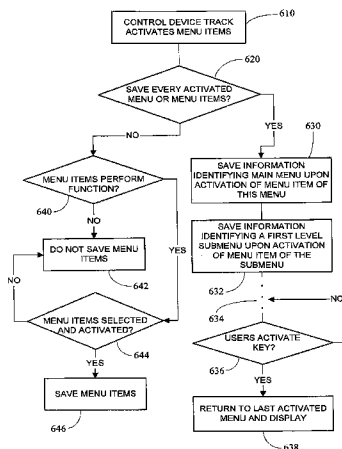 CONTROL DEVICE TRACK
ACTIVATES MENU ITEMS
610
620
SAVE EVERY ACTIVATED
MENU OR MENU ITEMS?
NO
YES
630
SAVE INFORMATION
IDENTIFYING MAIN MENU UPON
ACTIVATION OF MENU ITEM OF
THIS MENU
MENU ITEMS PERFORM
FUNCTION?
640
NO
YES
SAVE INFORMATION
IDENTIFYING A FIRST LEVEL
SUBMENU UPON ACTIVATION
OF MENU ITEM OF THE
SUBMENU
632
DO NOT SAVE MENU
ITEMS
642
NO
634
NO
MENU ITEMS SELECTED
AND ACTIVATED?
644
USERS ACTIVATE
KEY?
636
YES
YES
SAVE MENU ITEMS
646
RETURN TO LAST ACTIVATED
MENU AND DISPLAY
638